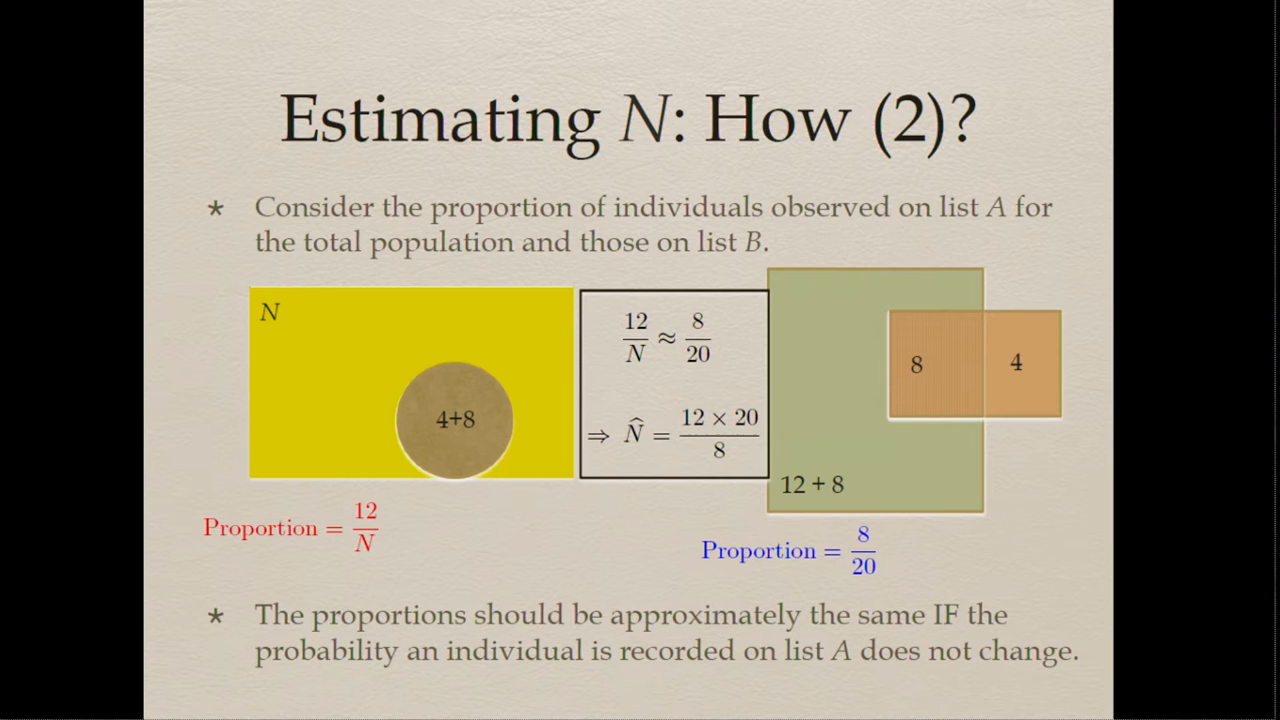 Estimating N: How (2)?
* Consider the proportion of individuals observed on list A for
the total population and those on list B.
N
4+8
12/N ≈ 8/20
⇒ N̂ = (12 × 20)/8
8
4
12 + 8
Proportion = 12/N
Proportion = 8/20
* The proportions should be approximately the same IF the
probability an individual is recorded on list A does not change.